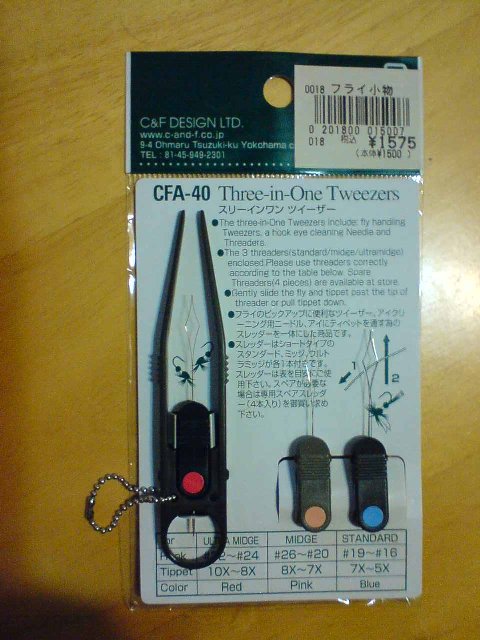 0018 フライ小物
0 201800 015007
018 税込 ¥1575
(本体¥1500)
C&F DESIGN LTD.
www.c-and-f.co.jp
9-4 Ohmaru Tsuzuki-ku Yokohama
TEL : 81-45-949-2301
CFA-40 Three-in-One Tweezers
スリーインワン ツイーザー
●The three-in-One Tweezers include; fly handling
Tweezers, a hook eye cleaning Needle and
Threaders.
●The 3 threaders(standard/midge/ultramidge)
enclosed.Please use threaders correctly
according to the table below. Spare
Threaders(4 pieces) are available at store.
●Gently slide the fly and tippet past the tip of
threader or pull tippet down.
●フライのピックアップに便利なツイーザー、アイクリ
ーニング用ニードル、アイにティペットを通す為の
スレッダーを一体にした商品です。
●スレッダーはショートタイプの
スタンダード、ミッジ、ウルト
ラミッジが各1本付きです。
スレッダーは表を目安にご使
用下さい。スペアが必要な
場合は専用スペアスレッダ
ー(4本入り)を御買い求め
下さい。
1
2
ULTRA MIDGE MIDGE STANDARD
#26～#20 #19～#16
Tippet 10X～8X 8X～7X 7X～5X
Color Red Pink Blue